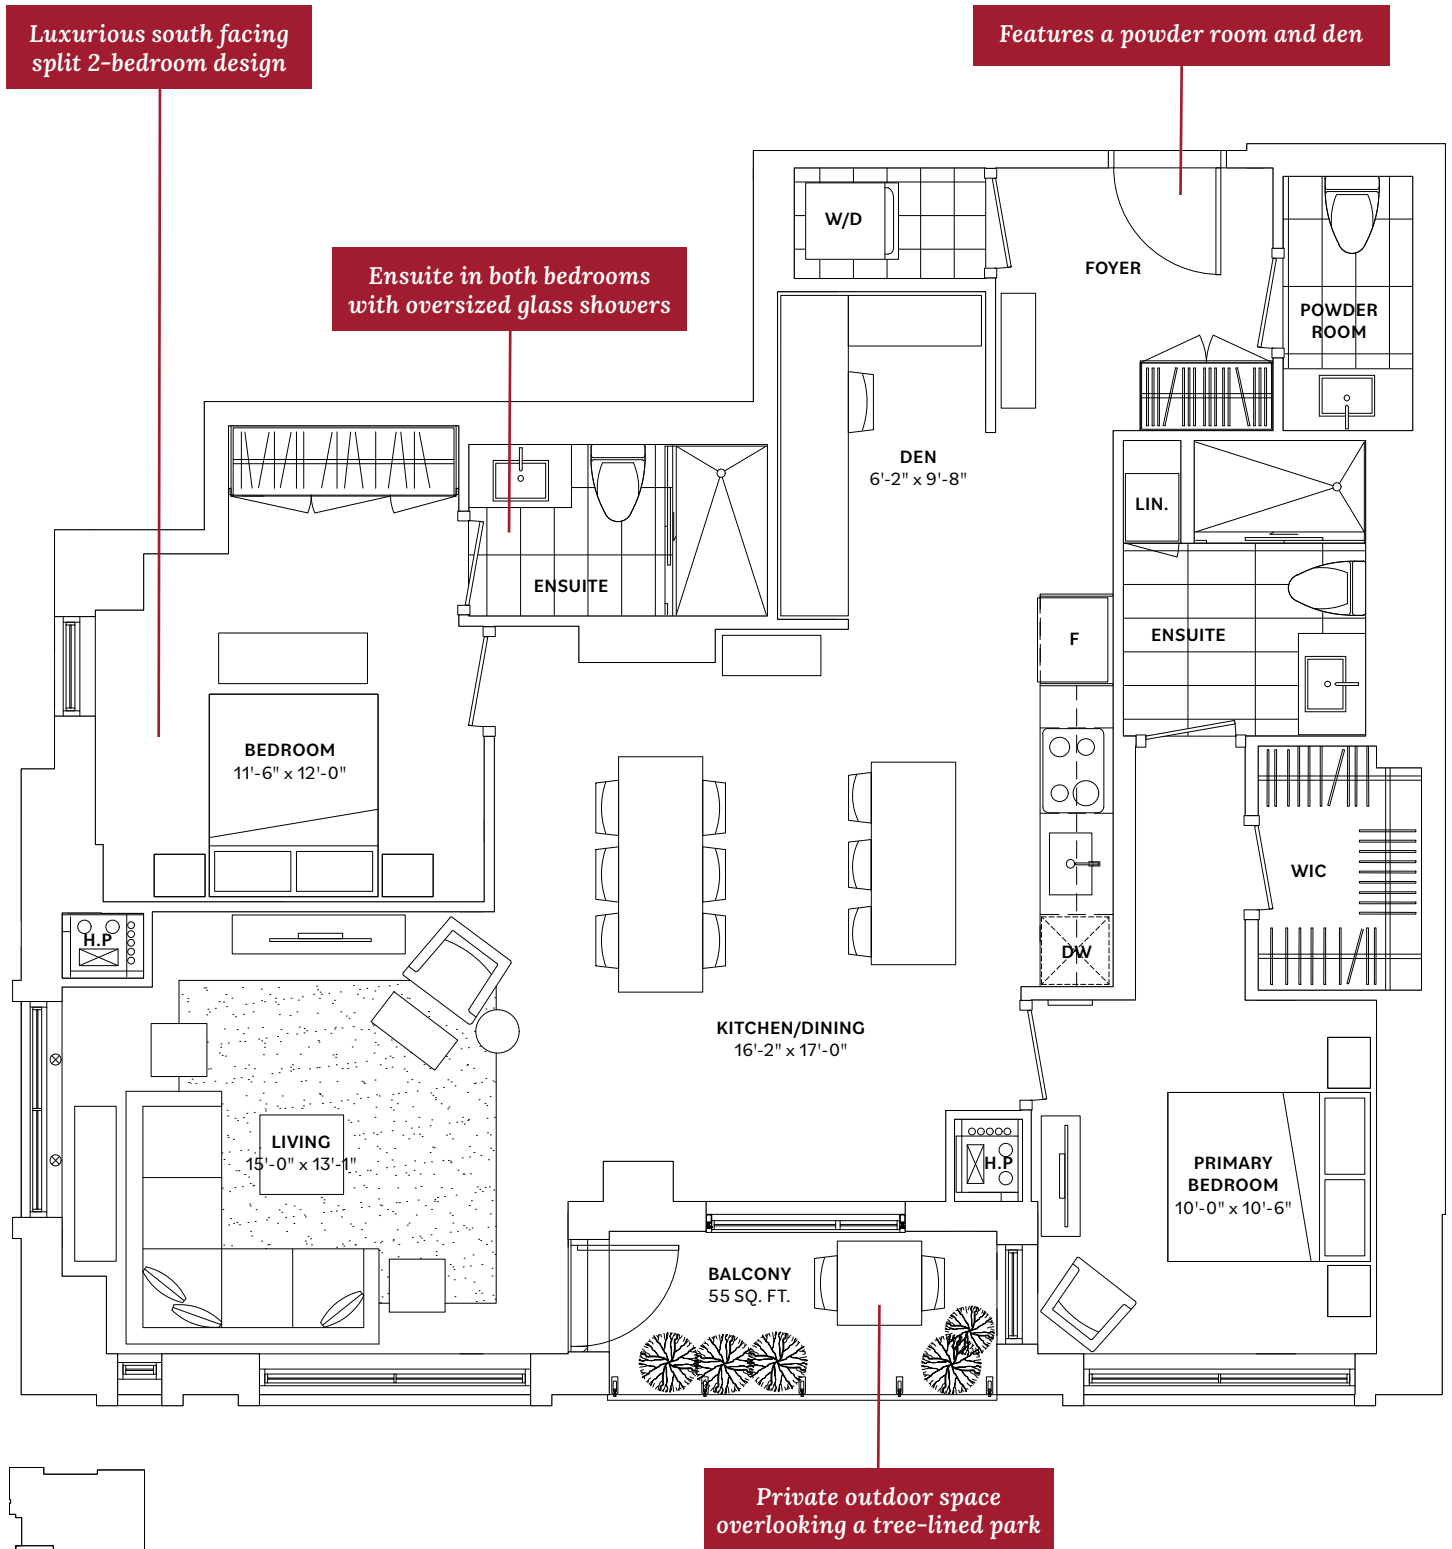 Luxurious south facing
split 2-bedroom design
Features a powder room and den
Ensuite in both bedrooms
with oversized glass showers
W/D
FOYER
POWDER
ROOM
DEN
6'-2" x 9'-8"
LIN.
ENSUITE
ENSUITE
F
BEDROOM
11'-6" x 12'-0"
WIC
H.P
DW
KITCHEN/DINING
16'-2" x 17'-0"
LIVING
15'-0" x 13'-1"
H.P
PRIMARY
BEDROOM
10'-0" x 10'-6"
BALCONY
55 SQ. FT.
Private outdoor space
overlooking a tree-lined park